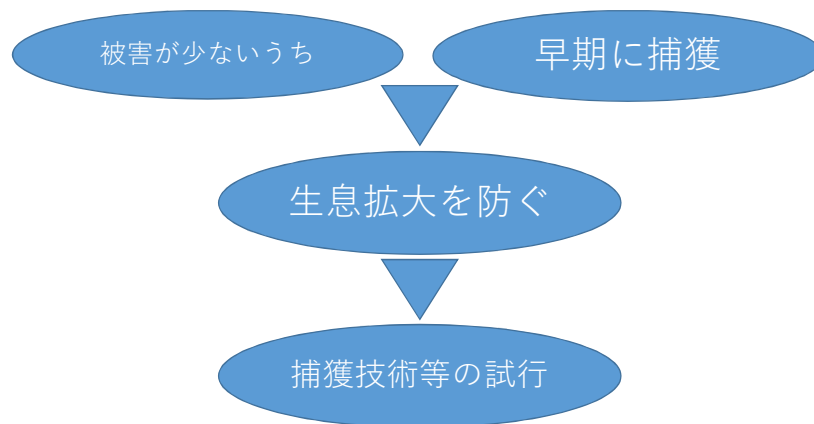 被害が少ないうち
早期に捕獲
生息拡大を防ぐ
捕獲技術等の試行